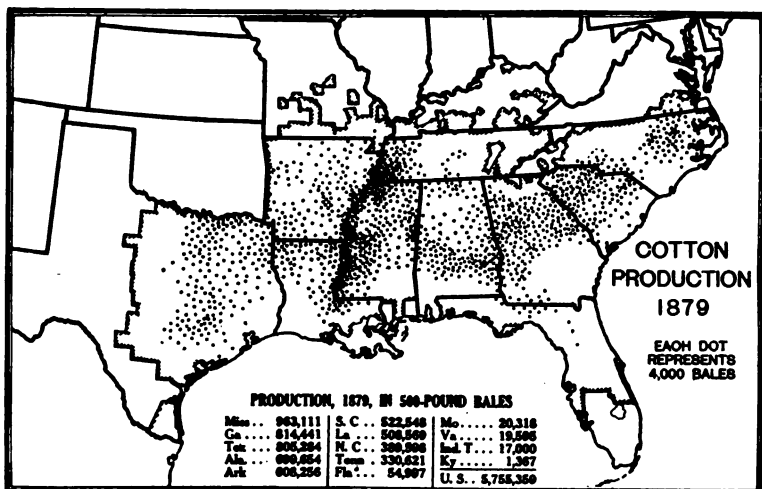 COTTON
PRODUCTION
1879
EACH DOT
REPRESENTS
4,000 BALES
PRODUCTION, 1879, IN 500-POUND BALES
Miss... 963,111 S. C... 522,548 Mo..... 20,318
Ga.... 814,441 La.... 508,569 Va..... 19,595
Tex... 805,284 N. C... 389,598 Ind. T... 17,000
Ala... 699,654 Tenn... 330,621 Ky..... 1,367
Ark 608,256 Fla... 54,997 U. S... 5,755,359